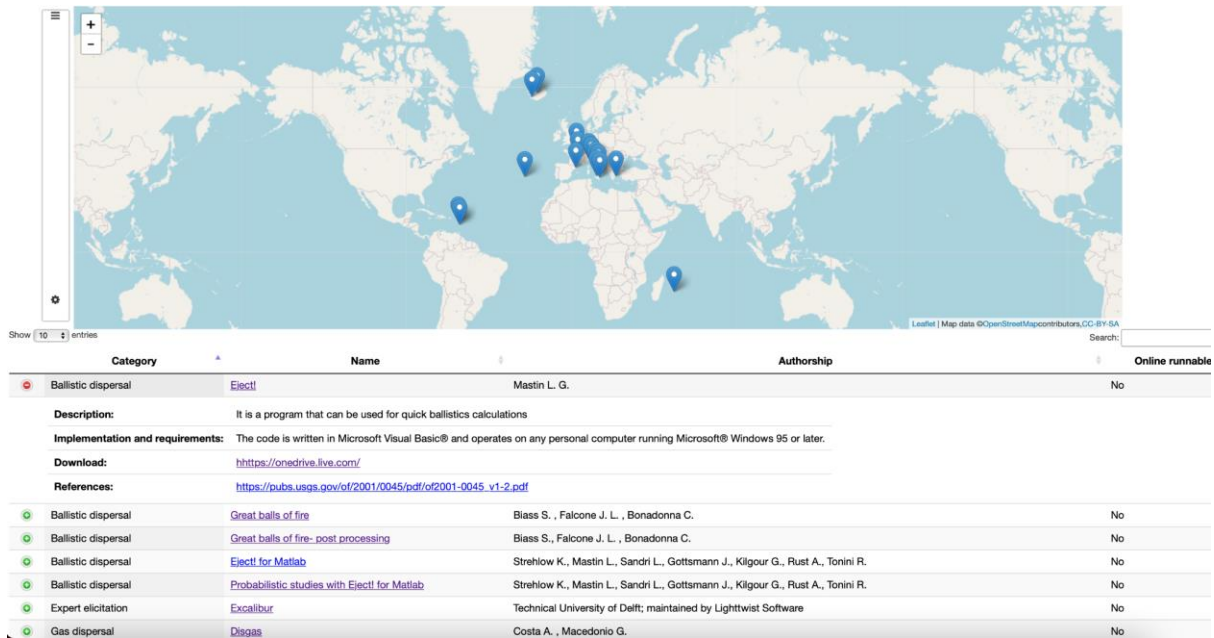 +
-
Leaflet | Map data ©OpenStreetMapcontributors,CC-BY-SA
Show 10 entries
Search:
Category Name Authorship Online runnable
Ballistic dispersal Eject! Mastin L. G. No
Description: It is a program that can be used for quick ballistics calculations
Implementation and requirements: The code is written in Microsoft Visual Basic® and operates on any personal computer running Microsoft® Windows 95 or later.
Download: hhttps://onedrive.live.com/
References: https://pubs.usgs.gov/of/2001/0045/pdf/of2001-0045_v1-2.pdf
Ballistic dispersal Great balls of fire Biass S. , Falcone J. L. , Bonadonna C. No
Ballistic dispersal Great balls of fire- post processing Biass S., Falcone J. L. , Bonadonna C. No
Ballistic dispersal Eject! for Matlab Strehlow K., Mastin L., Sandri L., Gottsmann J., Kilgour G., Rust A., Tonini R. No
Ballistic dispersal Probabilistic studies with Eject! for Matlab Strehlow K., Mastin L., Sandri L., Gottsmann J., Kilgour G., Rust A., Tonini R. No
Expert elicitation Excalibur Technical University of Delft; maintained by Lighttwist Software No
Gas dispersal Disgas Costa A. , Macedonio G. No